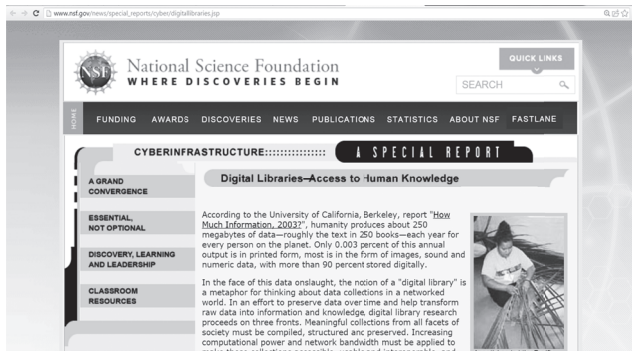 www.nsf.gov/news/special_reports/cyber/digitallibraries.jsp
NSF
National Science Foundation
WHERE DISCOVERIES BEGIN
QUICK LINKS
SEARCH
HOME
FUNDING AWARDS DISCOVERIES NEWS PUBLICATIONS STATISTICS ABOUT NSF FASTLANE
CYBERINFRASTRUCTURE:::::::::::::::: A SPECIAL REPORT
A GRAND
CONVERGENCE
ESSENTIAL,
NOT OPTIONAL
DISCOVERY, LEARNING
AND LEADERSHIP
CLASSROOM
RESOURCES
Digital Libraries—Access to Human Knowledge
According to the University of California, Berkeley, report "How
Much Information, 2003?", humanity produces about 250
megabytes of data—roughly the text in 250 books—each year for
every person on the planet. Only 0.003 percent of this annual
output is in printed form, most is in the form of images, sound and
numeric data, with more than 90 percent stored digitally.
In the face of this data onslaught, the notion of a "digital library" is
a metaphor for thinking about data collections in a networked
world. In an effort to preserve data over time and help transform
raw data into information and knowledge, digital library research
proceeds on three fronts. Meaningful collections from all facets of
society must be compiled, structured anc preserved. Increasing
computational power and network bandwidth must be applied to